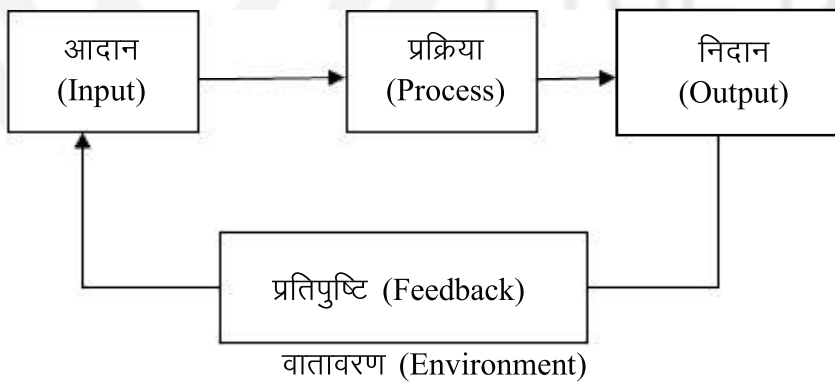 आदान
(Input)
प्रक्रिया
(Process)
निदान
(Output)
प्रतिपुष्टि (Feedback)
वातावरण (Environment)